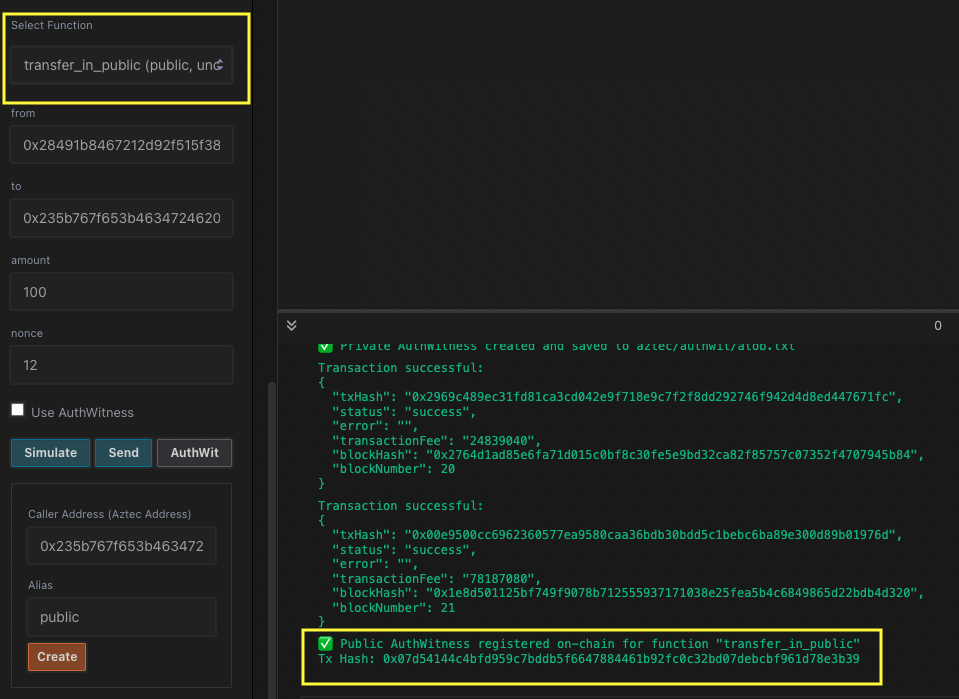 Select Function
transfer_in_public (public, unc
from
0x28491b8467212d92f515f38
to
0x235b767f653b4634724620
amount
100
nonce
12
Use AuthWitness
Simulate
Send
AuthWit
Caller Address (Aztec Address)
0x235b767f653b463472
Alias
public
Create
0
✅ Private AuthWitness created and saved to aztec/authwit/atob.txt
Transaction successful:
{
"txHash": "0x2969c489ec31fd81ca3cd042e9f718e9c7f2f8dd292746f942d4d8ed447671fc",
"status": "success",
"error": "",
"transactionFee": "24839040",
"blockHash": "0x2764d1ad85e6fa71d015c0bf8c30fe5e9bd32ca82f85757c07352f4707945b84",
"blockNumber": 20
}
Transaction successful:
{
"txHash": "0x00e9500cc6962360577ea9580caa36bdb30bdd5c1bebc6ba89e300d89b01976d",
"status": "success",
"error": "",
"transactionFee": "78187080",
"blockHash": "0x1e8d501125bf749f9078b712555937171038e25fea5b4c6849865d22bdb4d320",
"blockNumber": 21
}
✅ Public AuthWitness registered on-chain for function "transfer_in_public"
Tx Hash: 0x07d54144c4bfd959c7bddb5f6647884461b92fc0c32bd07debcbf961d78e3b39